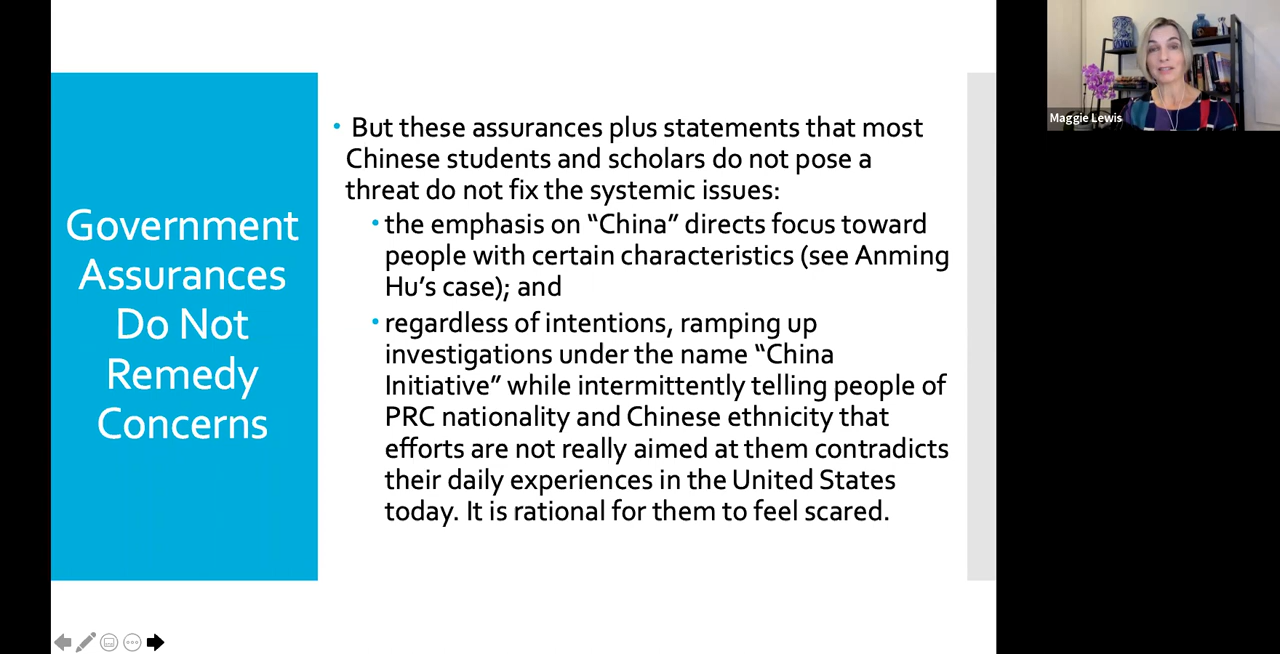 Government
Assurances
Do Not
Remedy
Concerns
• But these assurances plus statements that most
Chinese students and scholars do not pose a
threat do not fix the systemic issues:
• the emphasis on “China” directs focus toward
people with certain characteristics (see Anming
Hu’s case); and
• regardless of intentions, ramping up
investigations under the name “China
Initiative” while intermittently telling people of
PRC nationality and Chinese ethnicity that
efforts are not really aimed at them contradicts
their daily experiences in the United States
today. It is rational for them to feel scared.
Maggie Lewis